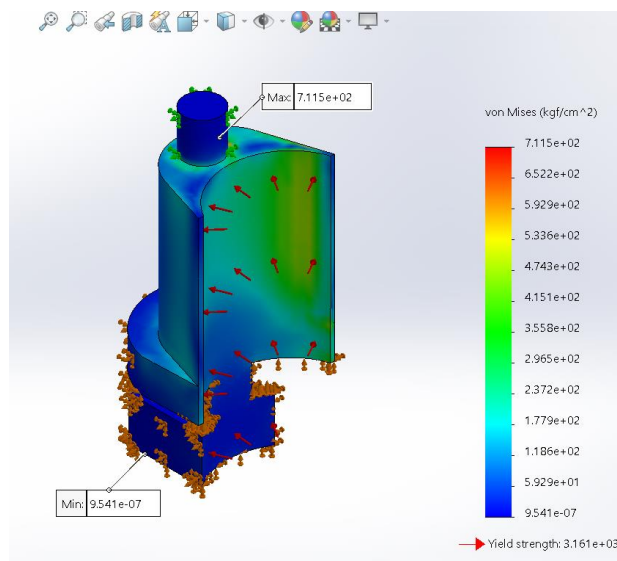 Max: 7.115e+02
von Mises (kgf/cm^2)
7.115e+02
6.522e+02
5.929e+02
5.336e+02
4.743e+02
4.151e+02
3.558e+02
2.965e+02
2.372e+02
1.779e+02
1.186e+02
5.929e+01
9.541e-07
Min: 9.541e-07
Yield strength: 3.161e+03